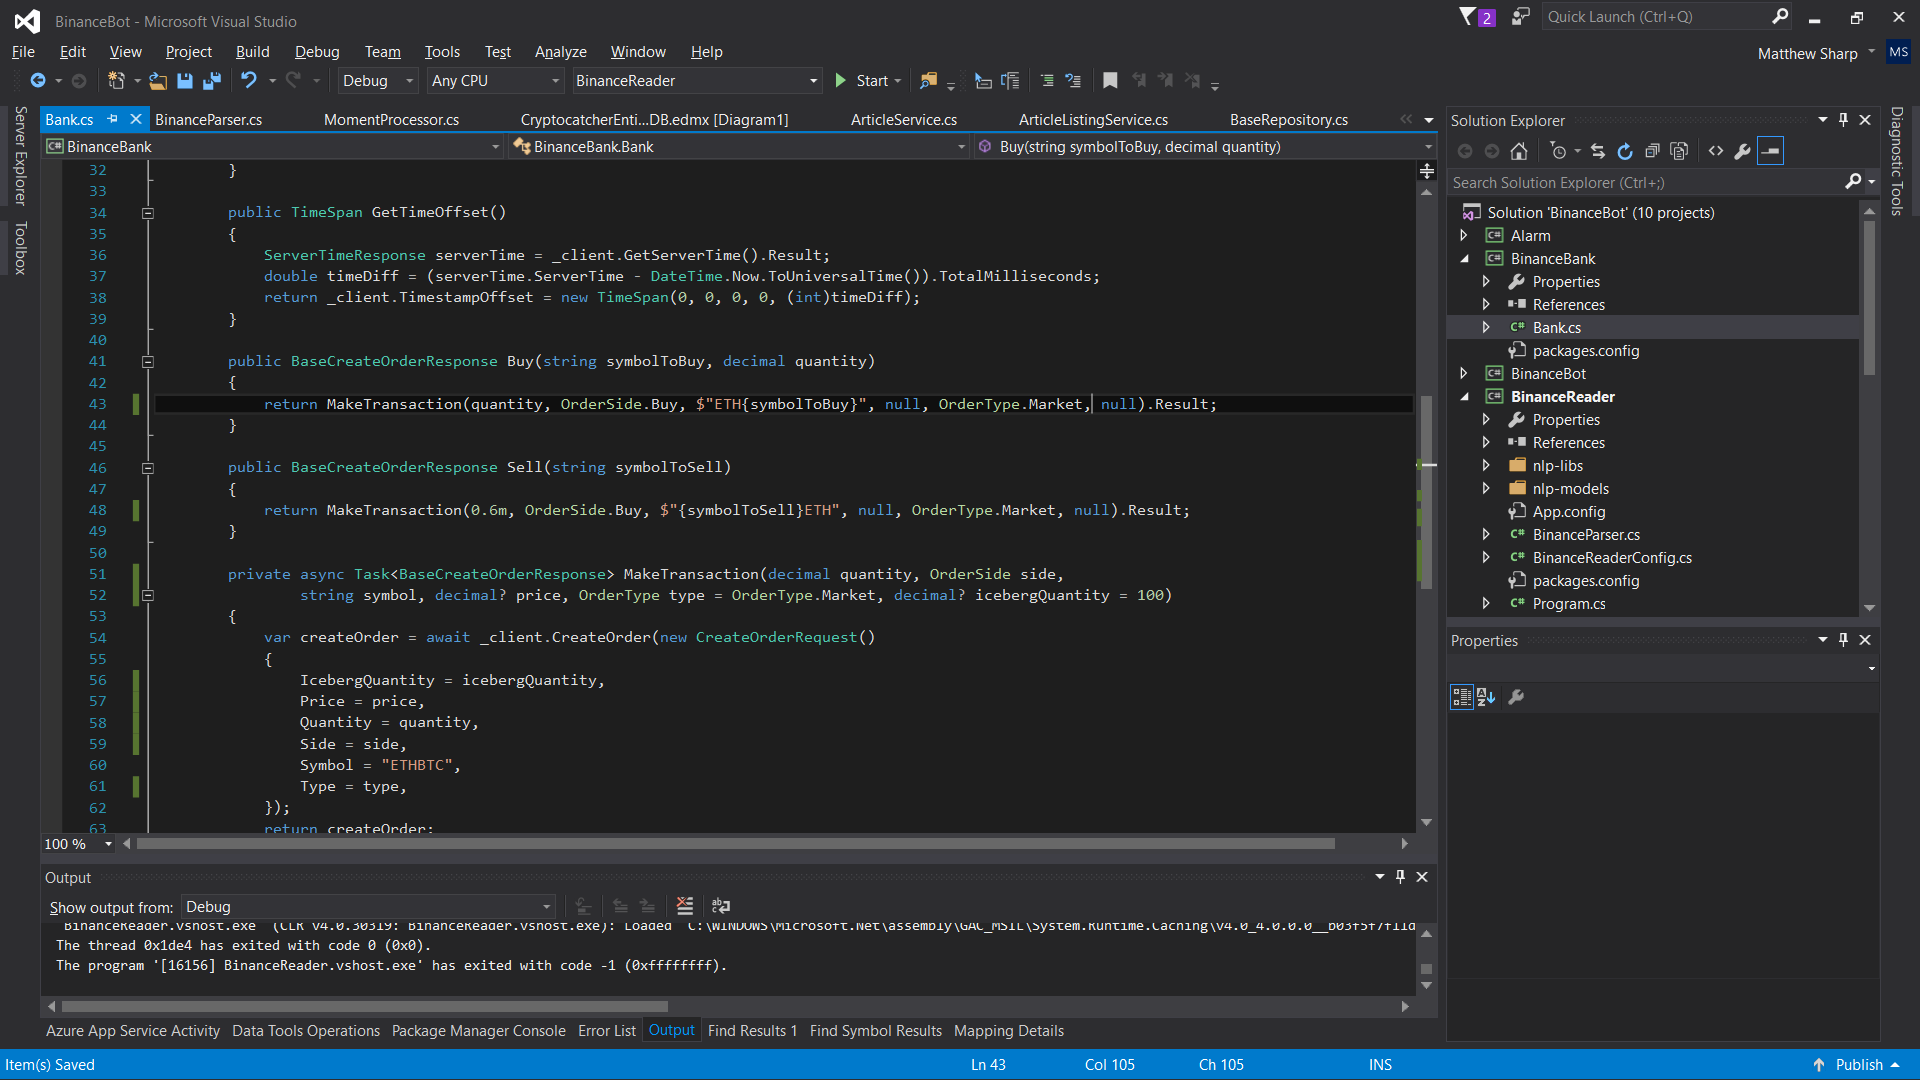 BinanceBot - Microsoft Visual Studio
2
Quick Launch (Ctrl+Q)
File Edit View Project Build Debug Team Tools Test Analyze Window Help
Matthew Sharp MS
Debug Any CPU BinanceReader Start
Server Explorer
Toolbox
Bank.cs BinanceParser.cs MomentProcessor.cs CryptocatcherEnti...DB.edmx [Diagram1] ArticleService.cs ArticleListingService.cs BaseRepository.cs
BinanceBank BinanceBank.Bank Buy(string symbolToBuy, decimal quantity)
32 }
33
34 public TimeSpan GetTimeOffset()
35 {
36 ServerTimeResponse serverTime = _client.GetServerTime().Result;
37 double timeDiff = (serverTime.ServerTime - DateTime.Now.ToUniversalTime()).TotalMilliseconds;
38 return _client.TimestampOffset = new TimeSpan(0, 0, 0, 0, (int)timeDiff);
39 }
40
41 public BaseCreateOrderResponse Buy(string symbolToBuy, decimal quantity)
42 {
43 return MakeTransaction(quantity, OrderSide.Buy, $"ETH{symbolToBuy}", null, OrderType.Market, null).Result;
44 }
45
46 public BaseCreateOrderResponse Sell(string symbolToSell)
47 {
48 return MakeTransaction(0.6m, OrderSide.Buy, $"{symbolToSell}ETH", null, OrderType.Market, null).Result;
49 }
50
51 private async Task<BaseCreateOrderResponse> MakeTransaction(decimal quantity, OrderSide side,
52 string symbol, decimal? price, OrderType type = OrderType.Market, decimal? icebergQuantity = 100)
53 {
54 var createOrder = await _client.CreateOrder(new CreateOrderRequest()
55 {
56 IcebergQuantity = icebergQuantity,
57 Price = price,
58 Quantity = quantity,
59 Side = side,
60 Symbol = "ETHBTC",
61 Type = type,
62 });
63 return createOrder;
100 %
Output
Show output from: Debug
'BinanceReader.vshost.exe' (CLR v4.0.30319: BinanceReader.vshost.exe): Loaded 'C:\WINDOWS\Microsoft.Net\assembly\GAC_MSIL\System.Runtime.Caching\v4.0_4.0.0.0__b03f5f7f11d
The thread 0x1de4 has exited with code 0 (0x0).
The program '[16156] BinanceReader.vshost.exe' has exited with code -1 (0xffffffff).
Azure App Service Activity Data Tools Operations Package Manager Console Error List Output Find Results 1 Find Symbol Results Mapping Details
Item(s) Saved Ln 43 Col 105 Ch 105 INS Publish
Solution Explorer
Search Solution Explorer (Ctrl+;)
Solution 'BinanceBot' (10 projects)
C# Alarm
C# BinanceBank
Properties
References
C# Bank.cs
packages.config
C# BinanceBot
C# BinanceReader
Properties
References
nlp-libs
nlp-models
App.config
C# BinanceParser.cs
C# BinanceReaderConfig.cs
packages.config
C# Program.cs
Properties
Diagnostic Tools